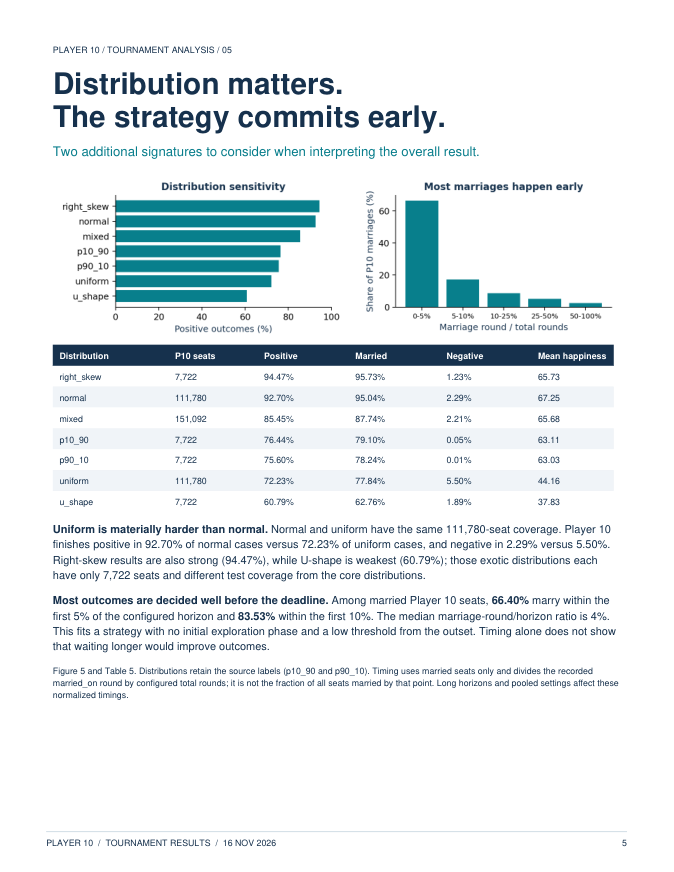 PLAYER 10 / TOURNAMENT ANALYSIS / 05
Distribution matters.
The strategy commits early.
Two additional signatures to consider when interpreting the overall result.
Distribution sensitivity
right_skew
normal
mixed
p10_90
p90_10
uniform
u_shape
0 20 40 60 80 100
Positive outcomes (%)
Most marriages happen early
Share of P10 marriages (%)
60
40
20
0
0-5% 5-10% 10-25% 25-50% 50-100%
Marriage round / total rounds
Distribution P10 seats Positive Married Negative Mean happiness
right_skew 7,722 94.47% 95.73% 1.23% 65.73
normal 111,780 92.70% 95.04% 2.29% 67.25
mixed 151,092 85.45% 87.74% 2.21% 65.68
p10_90 7,722 76.44% 79.10% 0.05% 63.11
p90_10 7,722 75.60% 78.24% 0.01% 63.03
uniform 111,780 72.23% 77.84% 5.50% 44.16
u_shape 7,722 60.79% 62.76% 1.89% 37.83
Uniform is materially harder than normal. Normal and uniform have the same 111,780-seat coverage. Player 10
finishes positive in 92.70% of normal cases versus 72.23% of uniform cases, and negative in 2.29% versus 5.50%.
Right-skew results are also strong (94.47%), while U-shape is weakest (60.79%); those exotic distributions each
have only 7,722 seats and different test coverage from the core distributions.
Most outcomes are decided well before the deadline. Among married Player 10 seats, 66.40% marry within the
first 5% of the configured horizon and 83.53% within the first 10%. The median marriage-round/horizon ratio is 4%.
This fits a strategy with no initial exploration phase and a low threshold from the outset. Timing alone does not show
that waiting longer would improve outcomes.
Figure 5 and Table 5. Distributions retain the source labels (p10_90 and p90_10). Timing uses married seats only and divides the recorded
married_on round by configured total rounds; it is not the fraction of all seats married by that point. Long horizons and pooled settings affect these
normalized timings.
PLAYER 10 / TOURNAMENT RESULTS / 16 NOV 2026
5